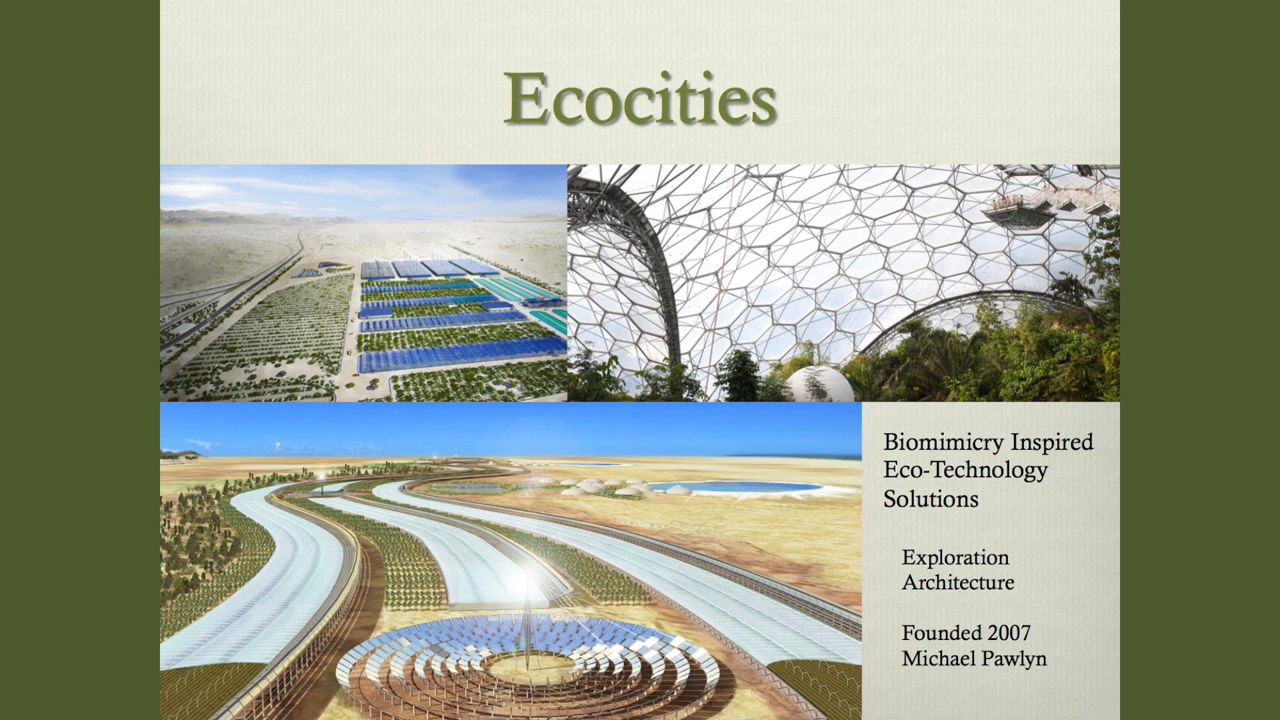 Ecocities
Biomimicry Inspired
Eco-Technology
Solutions
Exploration
Architecture
Founded 2007
Michael Pawlyn